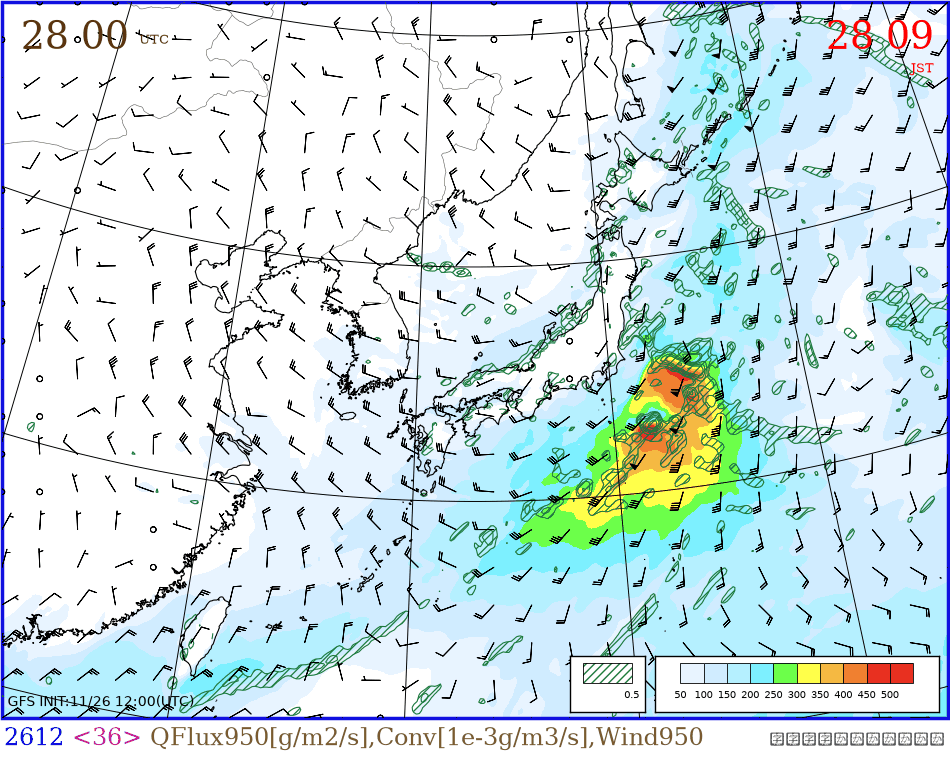 28 00 UTC
28 09
JST
0.5
50 100 150 200 250 300 350 400 450 500
GFS INIT:11/26 12:00(UTC)
2612 <36> QFlux950[g/m2/s],Conv[1e-3g/m3/s],Wind950